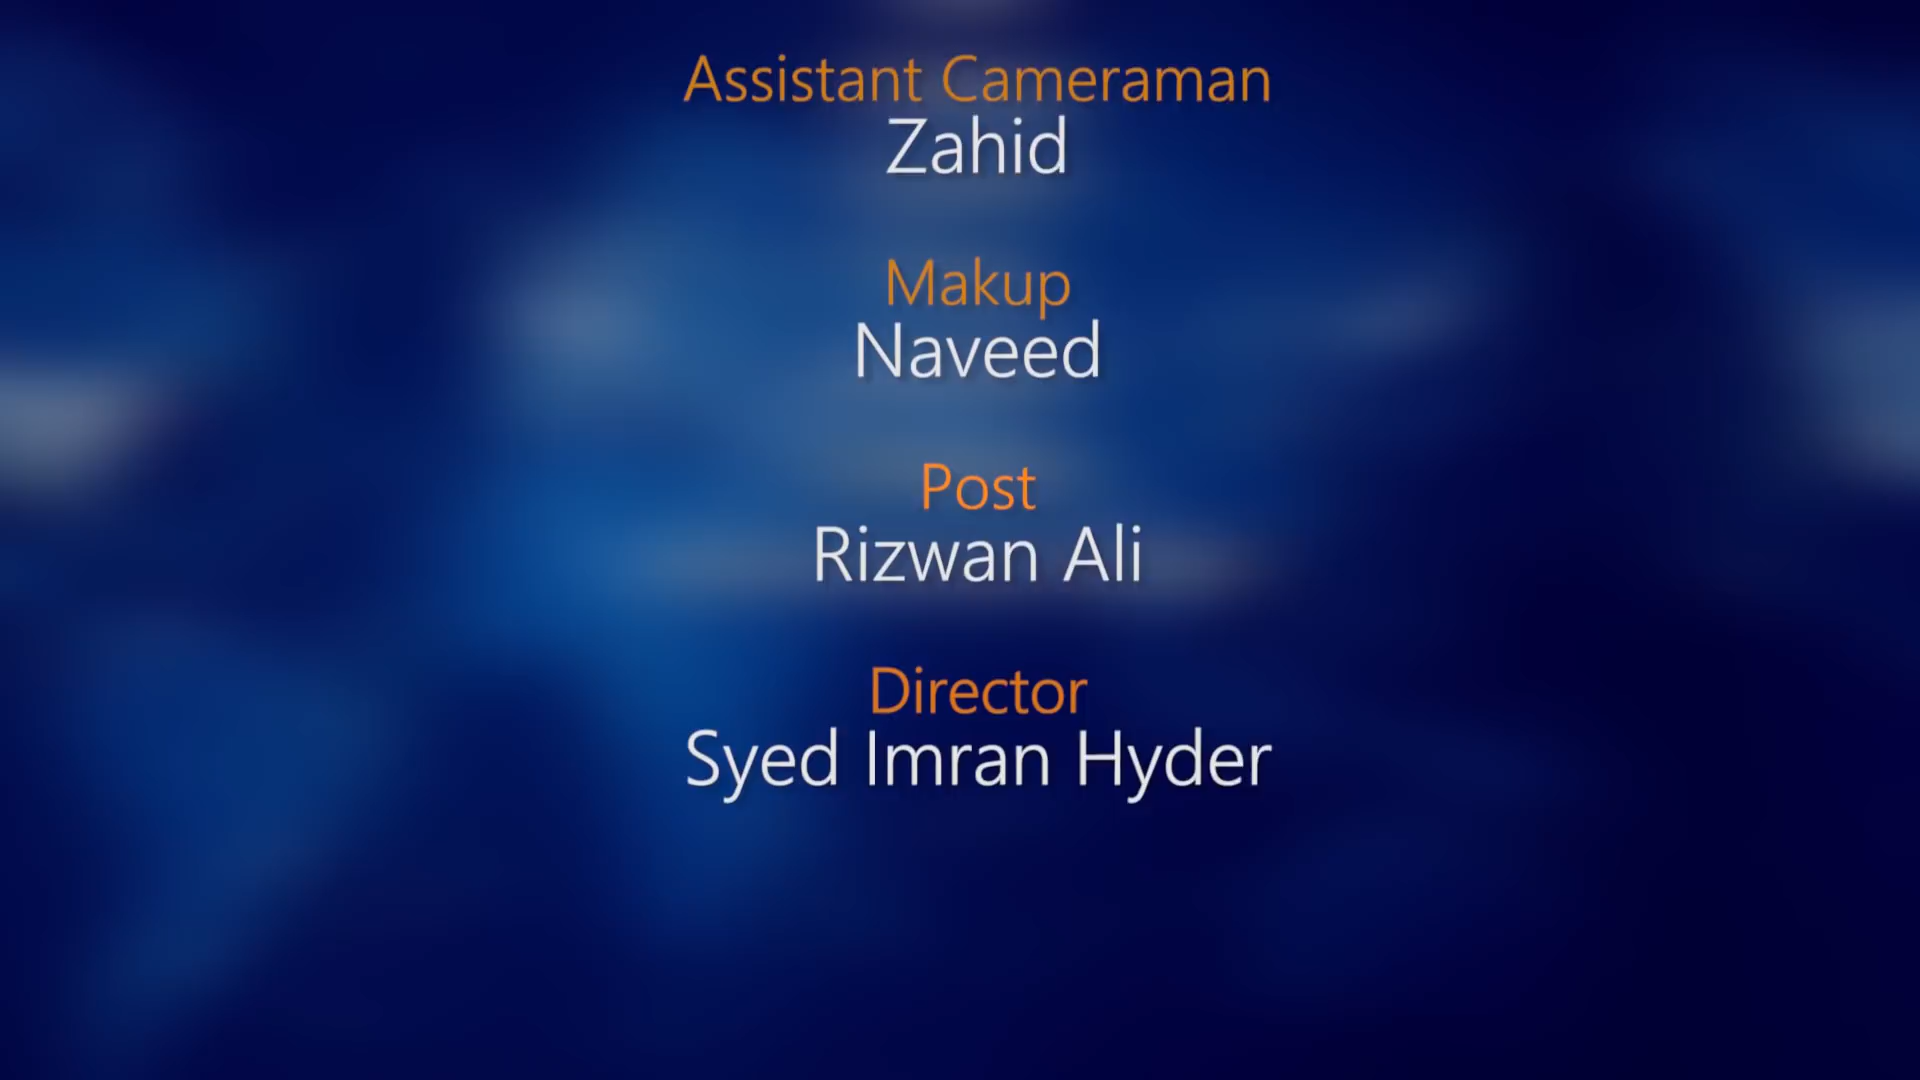 Assistant Cameraman
Zahid
Makup
Naveed
Post
Rizwan Ali
Director
Syed Imran Hyder